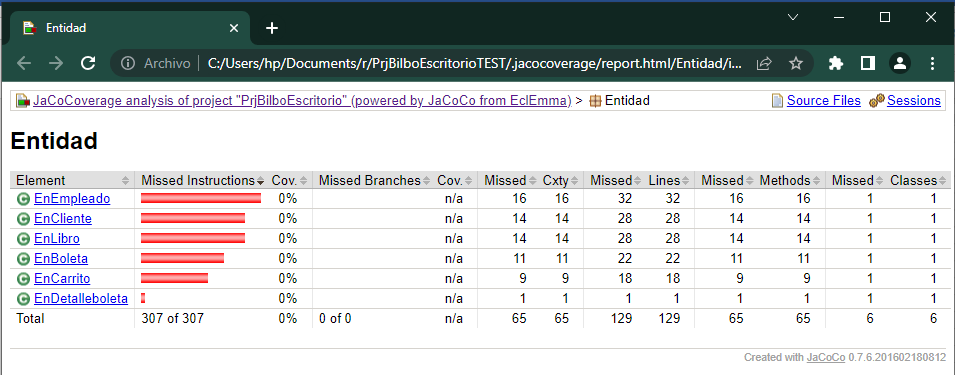 Entidad
Archivo C:/Users/hp/Documents/r/PrjBilboEscritorioTEST/.jacocoverage/report.html/Entidad/i...
JaCoCoverage analysis of project "PrjBilboEscritorio" (powered by JaCoCo from EclEmma) > Entidad Source Files Sessions
Entidad
Element Missed Instructions Cov. Missed Branches Cov. Missed Cxty Missed Lines Missed Methods Missed Classes
EnEmpleado 0% n/a 16 16 32 32 16 16 1 1
EnCliente 0% n/a 14 14 28 28 14 14 1 1
EnLibro 0% n/a 14 14 28 28 14 14 1 1
EnBoleta 0% n/a 11 11 22 22 11 11 1 1
EnCarrito 0% n/a 9 9 18 18 9 9 1 1
EnDetalleboleta 0% n/a 1 1 1 1 1 1 1 1
Total 307 of 307 0% 0 of 0 n/a 65 65 129 129 65 65 6 6
Created with JaCoCo 0.7.6.201602180812